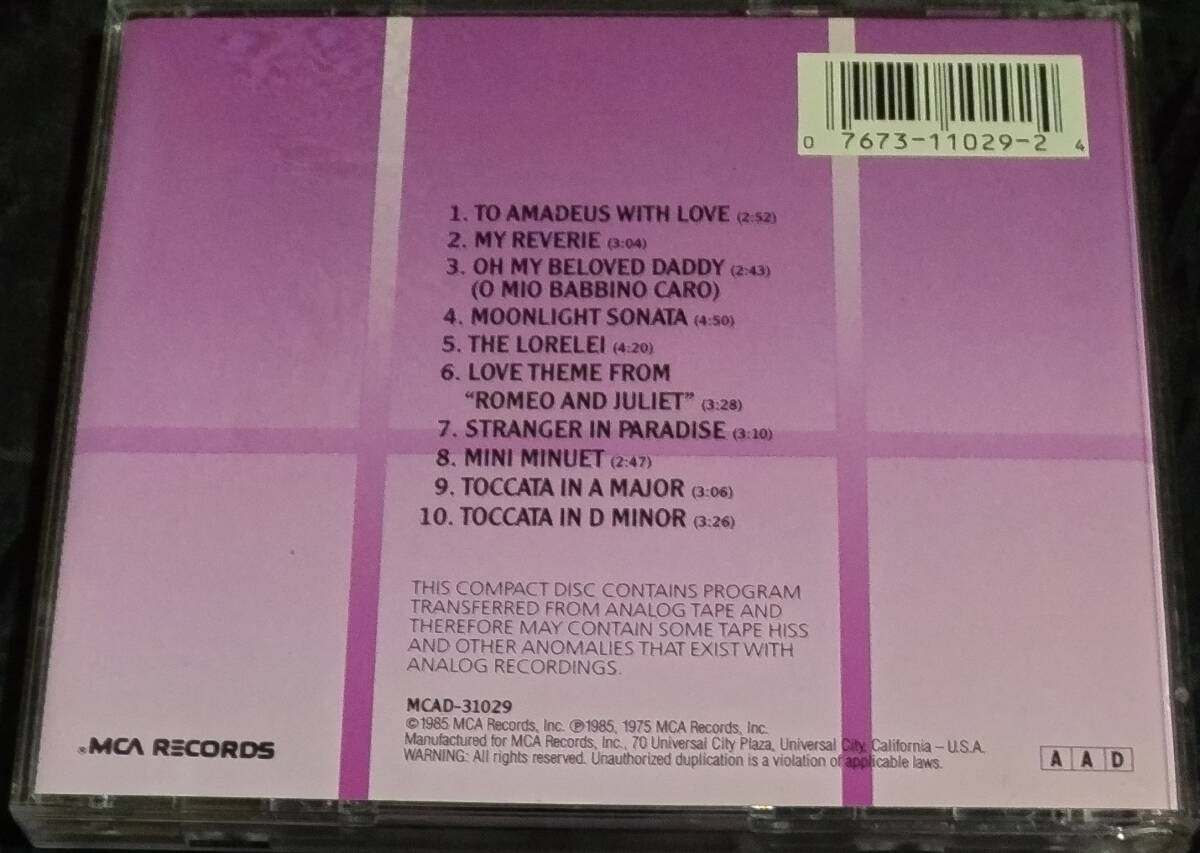 0 7673-11029-2 4
1. TO AMADEUS WITH LOVE (2:52)
2. MY REVERIE (3:04)
3. OH MY BELOVED DADDY (2:43)
(O MIO BABBINO CARO)
4. MOONLIGHT SONATA (4:50)
5. THE LORELEI (4:20)
6. LOVE THEME FROM
"ROMEO AND JULIET" (3:28)
7. STRANGER IN PARADISE (3:10)
8. MINI MINUET (2:47)
9. TOCCATA IN A MAJOR (3:06)
10. TOCCATA IN D MINOR (3:26)
THIS COMPACT DISC CONTAINS PROGRAM
TRANSFERRED FROM ANALOG TAPE AND
THEREFORE MAY CONTAIN SOME TAPE HISS
AND OTHER ANOMALIES THAT EXIST WITH
ANALOG RECORDINGS.
MCAD-31029
©1985 MCA Records, Inc. ℗1985, 1975 MCA Records, Inc.
Manufactured for MCA Records, Inc., 70 Universal City Plaza, Universal City, California – U.S.A.
WARNING: All rights reserved. Unauthorized duplication is a violation of applicable laws.
MCA RECORDS
A A D